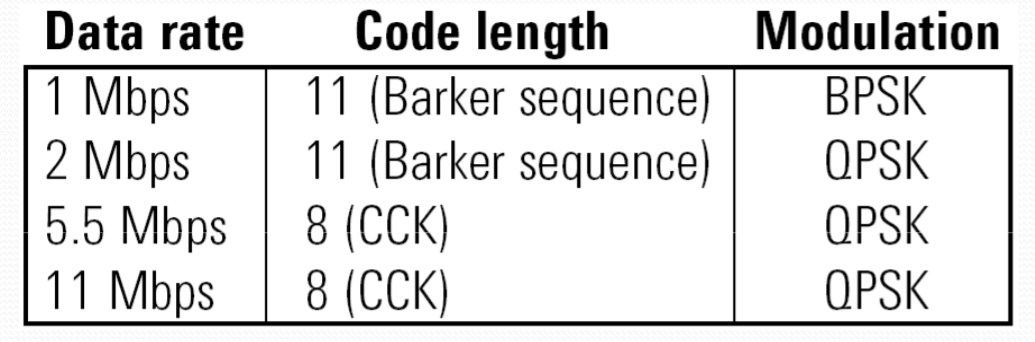 Data rate Code length Modulation
1 Mbps 11 (Barker sequence) BPSK
2 Mbps 11 (Barker sequence) QPSK
5.5 Mbps 8 (CCK) QPSK
11 Mbps 8 (CCK) QPSK